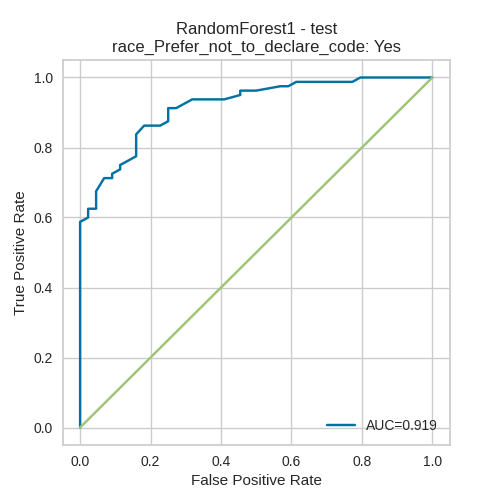 RandomForest1 - test
race_Prefer_not_to_declare_code: Yes
1.0
0.8
0.6
0.4
0.2
0.0
True Positive Rate
AUC=0.919
0.0 0.2 0.4 0.6 0.8 1.0
False Positive Rate